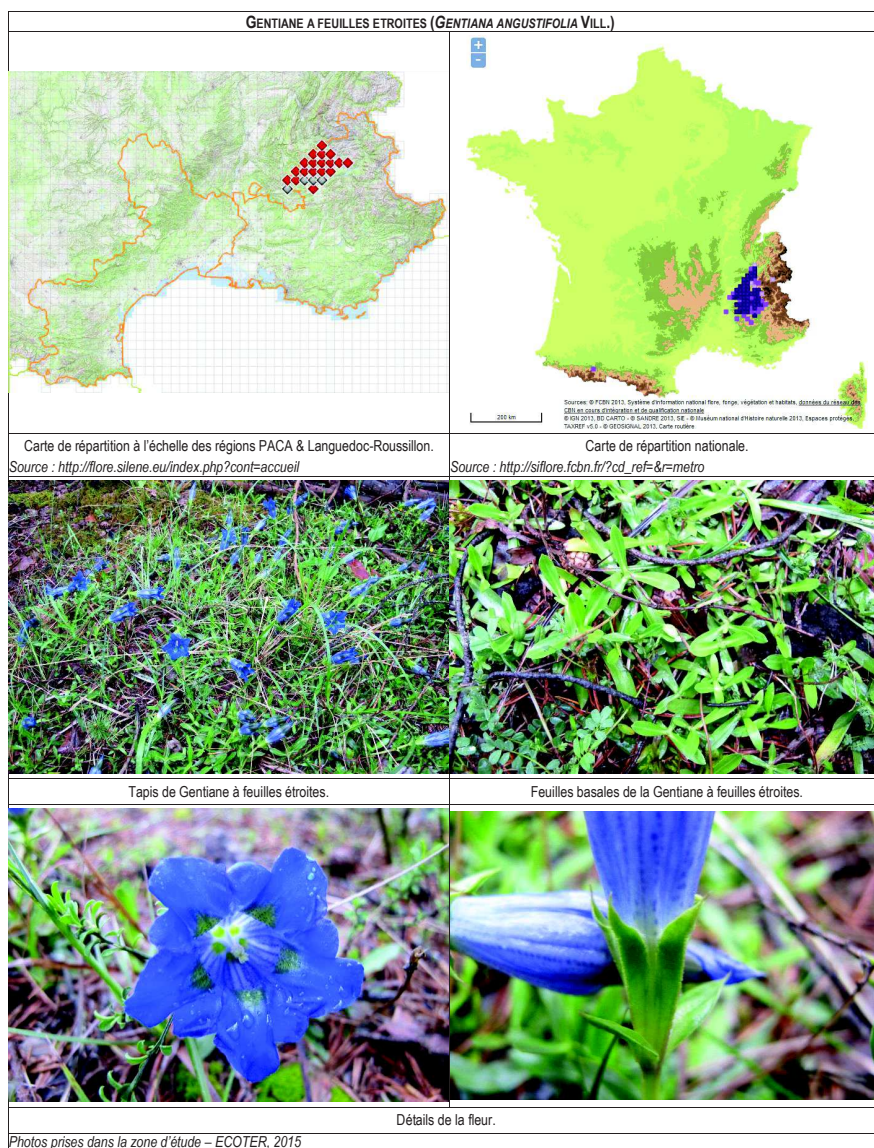 GENTIANE A FEUILLES ETROITES (GENTIANA ANGUSTIFOLIA VILL.)
+
-
200 km
Sources: © FCBN 2013, Système d'information national flore, fonge, végétation et habitats, données du réseau des
CBN en cours d'intégration et de qualification nationale
© IGN 2013, BD CARTO - © SANDRE 2013, SIE - © Muséum national d'Histoire naturelle 2013, Espaces protégés,
TAXREF v5.0 - © GEOSIGNAL 2013, Carte routière
Carte de répartition à l'échelle des régions PACA & Languedoc-Roussillon.
Source : http://flore.silene.eu/index.php?cont=accueil
Carte de répartition nationale.
Source : http://siflore.fcbn.fr/?cd_ref=&r=metro
Tapis de Gentiane à feuilles étroites.
Feuilles basales de la Gentiane à feuilles étroites.
Détails de la fleur.
Photos prises dans la zone d'étude – ECOTER, 2015